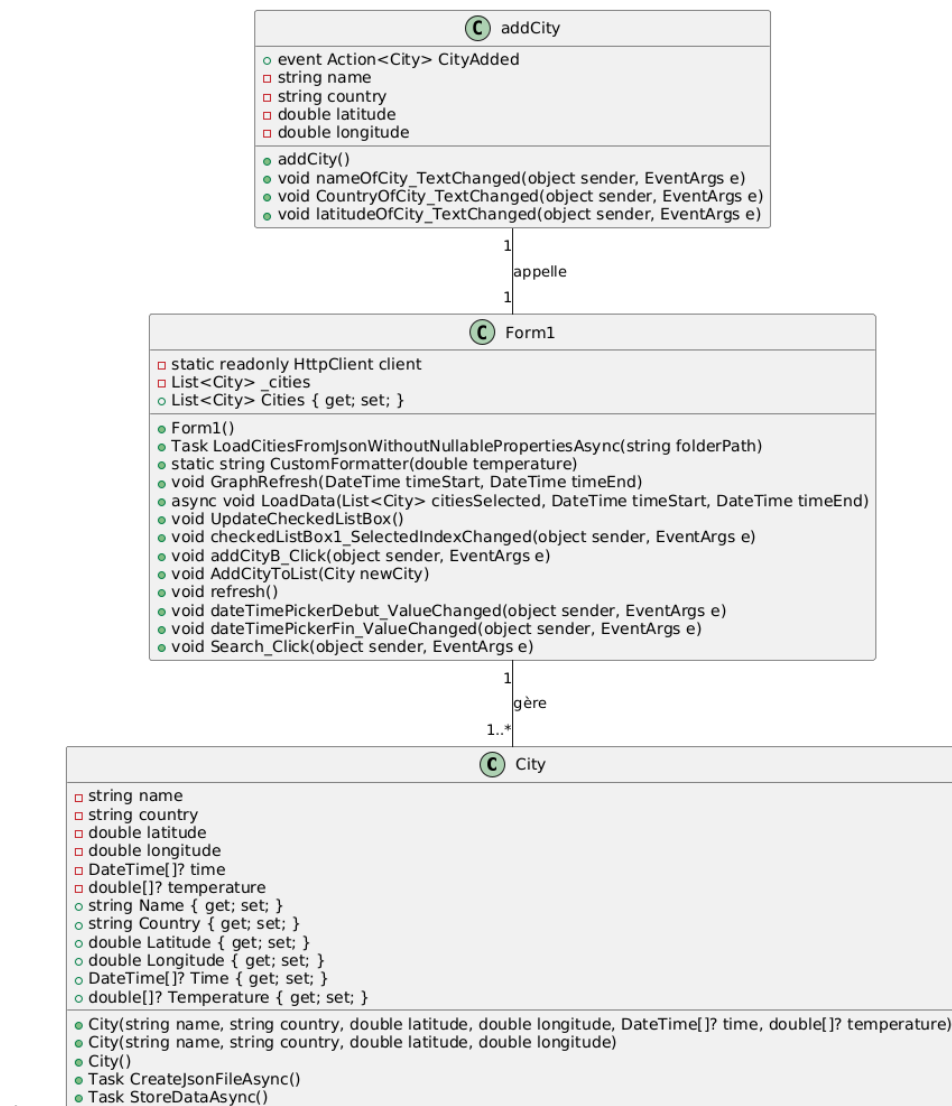 C addCity
event Action<City> CityAdded
string name
string country
double latitude
double longitude
addCity()
void nameOfCity_TextChanged(object sender, EventArgs e)
void CountryOfCity_TextChanged(object sender, EventArgs e)
void latitudeOfCity_TextChanged(object sender, EventArgs e)
1
appelle
1
C Form1
static readonly HttpClient client
List<City> _cities
List<City> Cities { get; set; }
Form1()
Task LoadCitiesFromJsonWithoutNullablePropertiesAsync(string folderPath)
static string CustomFormatter(double temperature)
void GraphRefresh(DateTime timeStart, DateTime timeEnd)
async void LoadData(List<City> citiesSelected, DateTime timeStart, DateTime timeEnd)
void UpdateCheckedListBox()
void checkedListBox1_SelectedIndexChanged(object sender, EventArgs e)
void addCityB_Click(object sender, EventArgs e)
void AddCityToList(City newCity)
void refresh()
void dateTimePickerDebut_ValueChanged(object sender, EventArgs e)
void dateTimePickerFin_ValueChanged(object sender, EventArgs e)
void Search_Click(object sender, EventArgs e)
1
gère
1..*
C City
string name
string country
double latitude
double longitude
DateTime[]? time
double[]? temperature
string Name { get; set; }
string Country { get; set; }
double Latitude { get; set; }
double Longitude { get; set; }
DateTime[]? Time { get; set; }
double[]? Temperature { get; set; }
City(string name, string country, double latitude, double longitude, DateTime[]? time, double[]? temperature)
City(string name, string country, double latitude, double longitude)
City()
Task CreateJsonFileAsync()
Task StoreDataAsync()